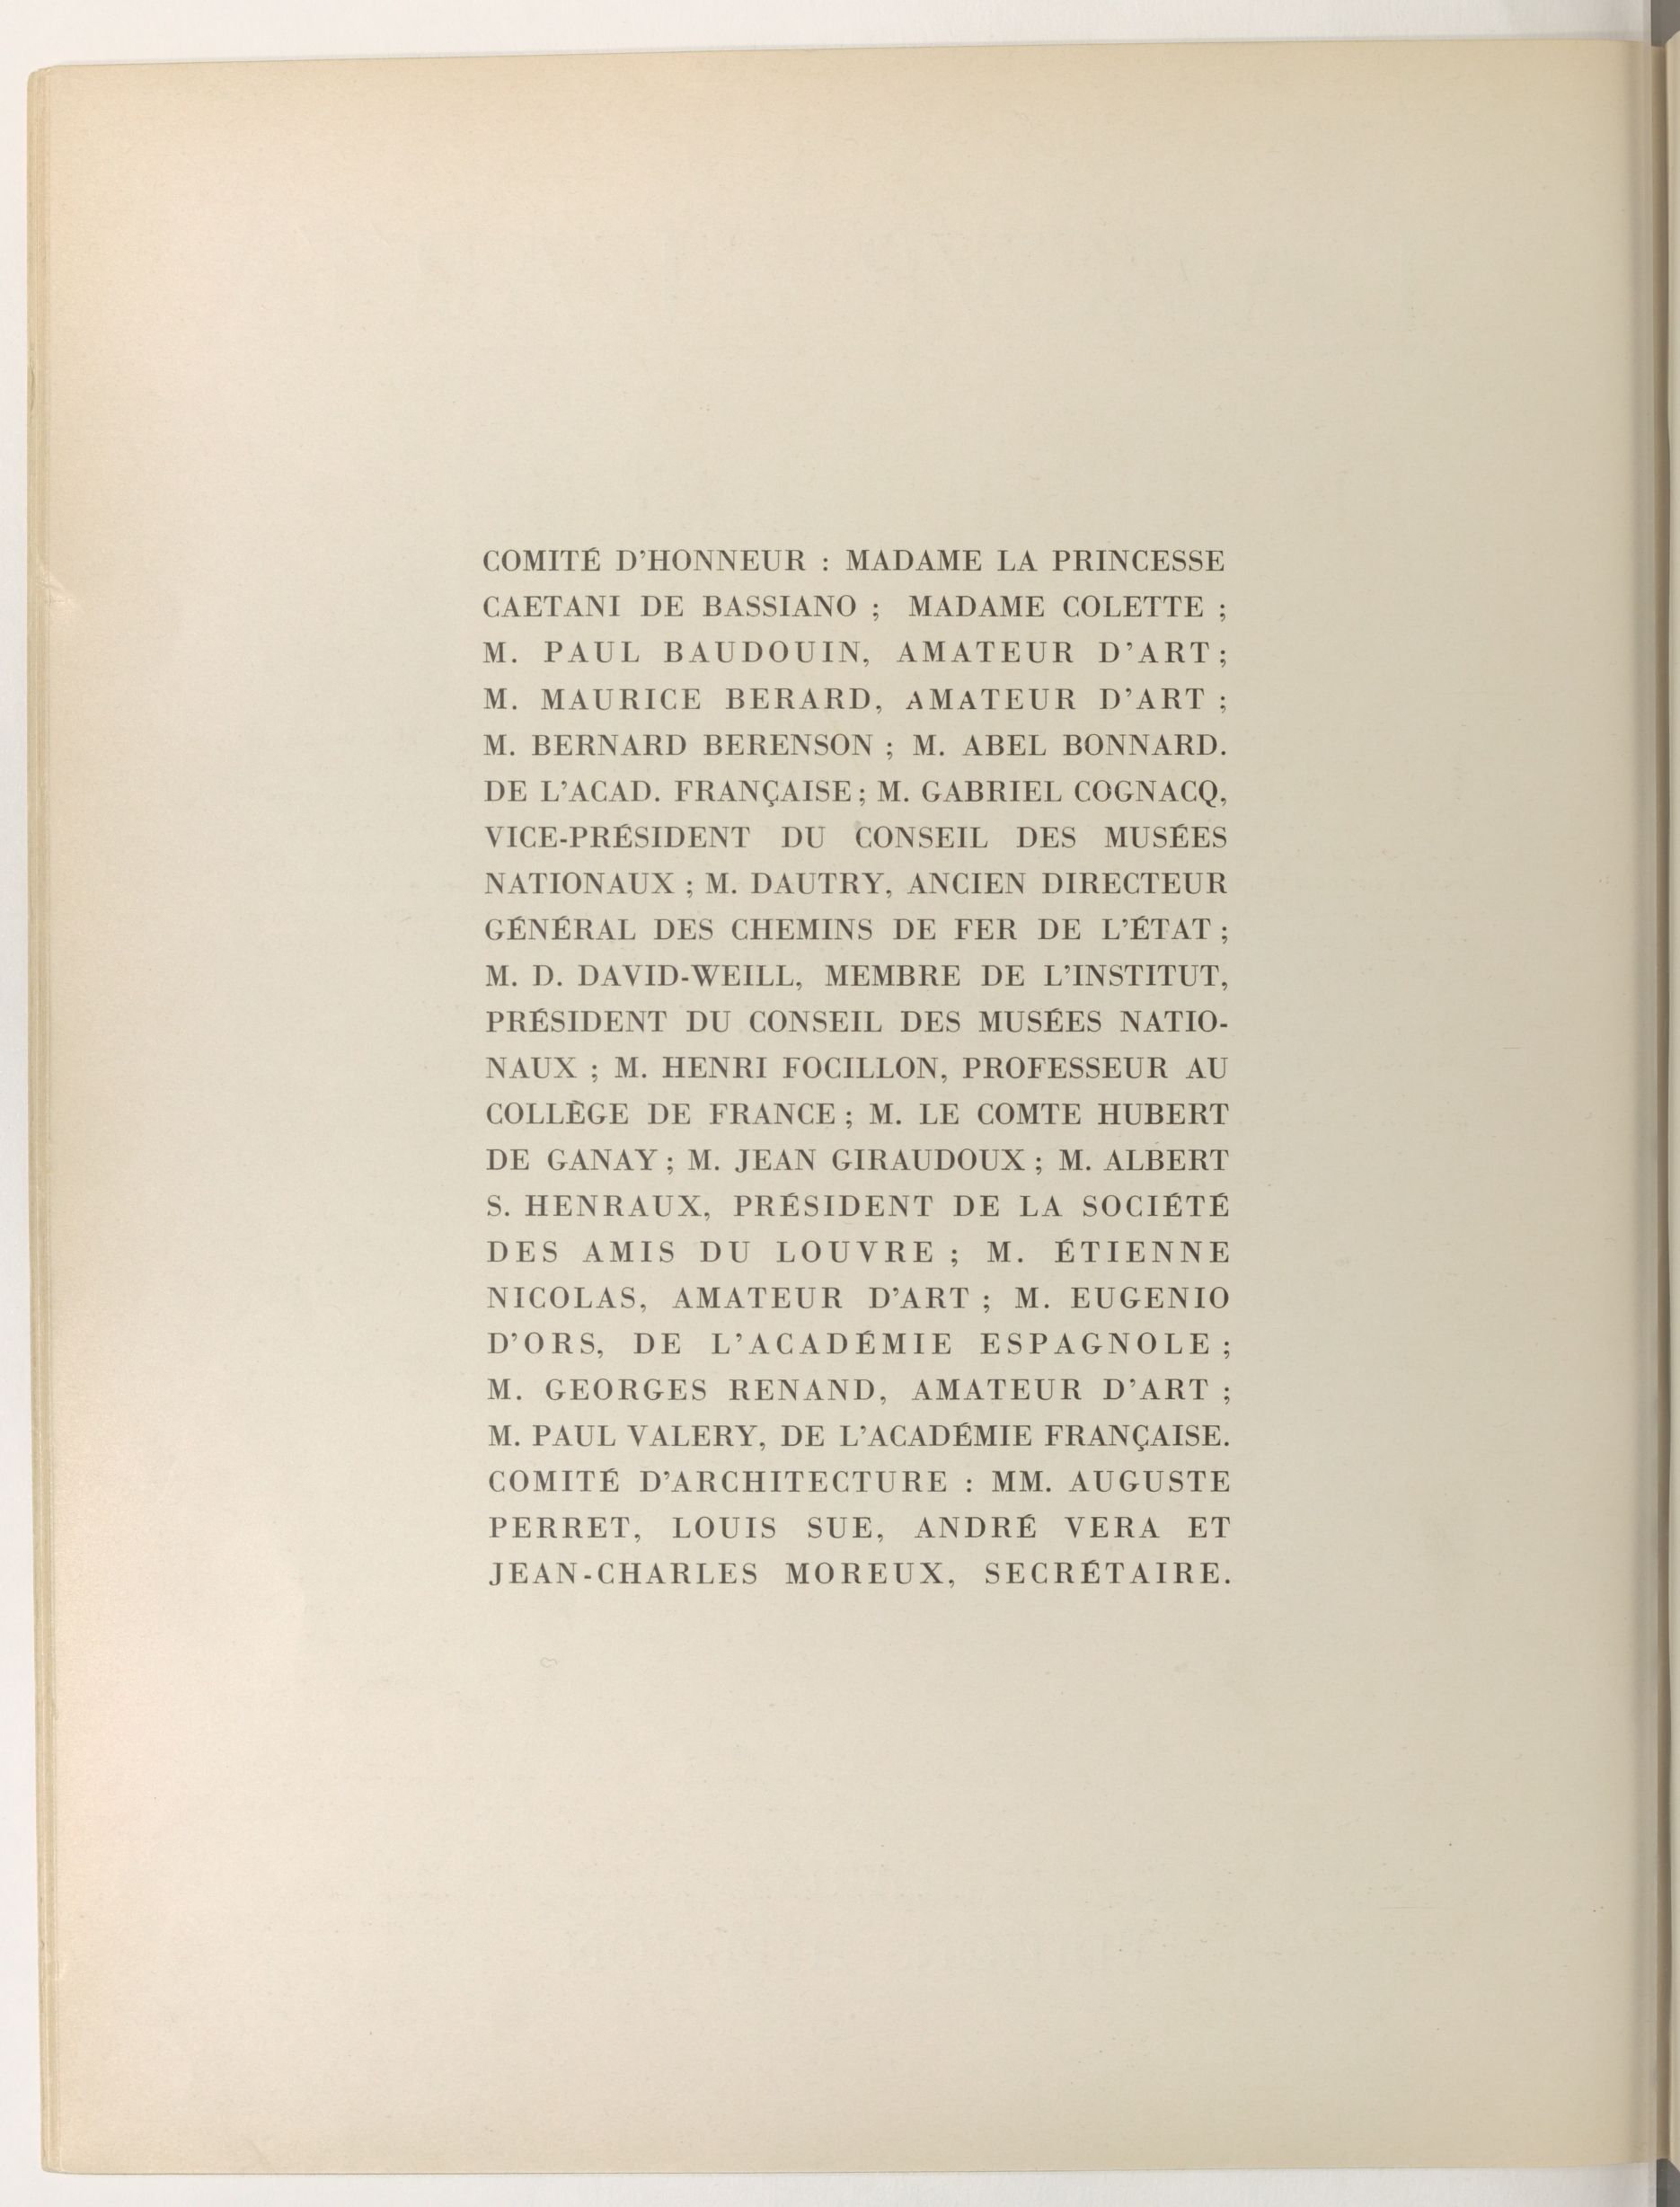 COMITÉ D'HONNEUR : MADAME LA PRINCESSE
CAETANI DE BASSIANO ; MADAME COLETTE ;
M. PAUL BAUDOUIN, AMATEUR D'ART ;
M. MAURICE BERARD, AMATEUR D'ART ;
M. BERNARD BERENSON ; M. ABEL BONNARD.
DE L'ACAD. FRANÇAISE ; M. GABRIEL COGNACQ,
VICE-PRÉSIDENT DU CONSEIL DES MUSÉES
NATIONAUX ; M. DAUTRY, ANCIEN DIRECTEUR
GÉNÉRAL DES CHEMINS DE FER DE L'ÉTAT ;
M. D. DAVID-WEILL, MEMBRE DE L'INSTITUT,
PRÉSIDENT DU CONSEIL DES MUSÉES NATIO-
NAUX ; M. HENRI FOCILLON, PROFESSEUR AU
COLLÈGE DE FRANCE ; M. LE COMTE HUBERT
DE GANAY ; M. JEAN GIRAUDOUX ; M. ALBERT
S. HENRAUX, PRÉSIDENT DE LA SOCIÉTÉ
DES AMIS DU LOUVRE ; M. ÉTIENNE
NICOLAS, AMATEUR D'ART ; M. EUGENIO
D'ORS, DE L'ACADÉMIE ESPAGNOLE ;
M. GEORGES RENAND, AMATEUR D'ART ;
M. PAUL VALERY, DE L'ACADÉMIE FRANÇAISE.
COMITÉ D'ARCHITECTURE : MM. AUGUSTE
PERRET, LOUIS SUE, ANDRÉ VERA ET
JEAN-CHARLES MOREUX, SECRÉTAIRE.